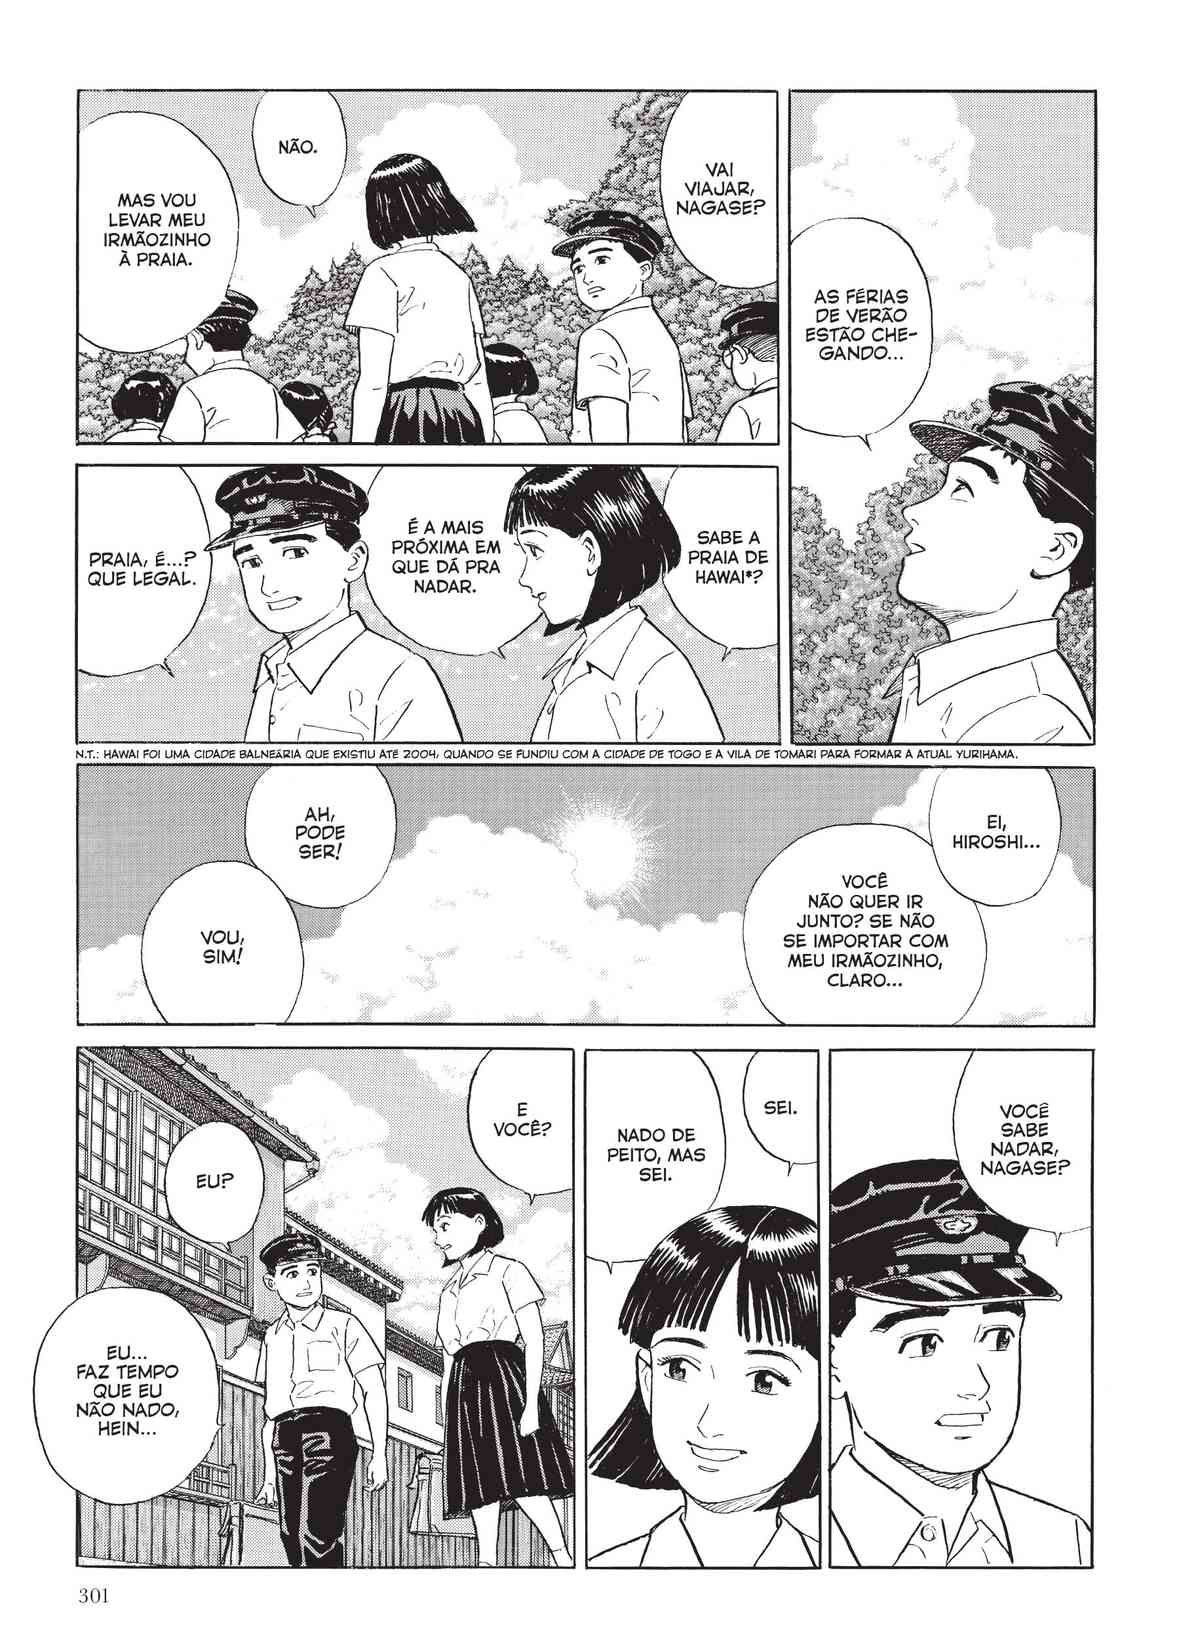 AS FÉRIAS
DE VERÃO
ESTÃO CHE-
GANDO...
VAI
VIAJAR,
NAGASE?
NÃO.
MAS VOU
LEVAR MEU
IRMÃOZINHO
À PRAIA.
SABE A
PRAIA DE
HAWAI*?
É A MAIS
PRÓXIMA EM
QUE DÁ PRA
NADAR.
PRAIA, É...?
QUE LEGAL.
N.T.: HAWAI FOI UMA CIDADE BALNEÁRIA QUE EXISTIU ATÉ 2004, QUANDO SE FUNDIU COM A CIDADE DE TOGO E A VILA DE TOMARI PARA FORMAR A ATUAL YURIHAMA.
EI,
HIROSHI...
VOCÊ
NÃO QUER IR
JUNTO? SE NÃO
SE IMPORTAR COM
MEU IRMÃOZINHO,
CLARO...
AH,
PODE
SER!
VOU,
SIM!
VOCÊ
SABE
NADAR,
NAGASE?
SEI.
NADO DE
PEITO, MAS
SEI.
E
VOCÊ?
EU?
EU...
FAZ TEMPO
QUE EU
NÃO NADO,
HEIN...
301